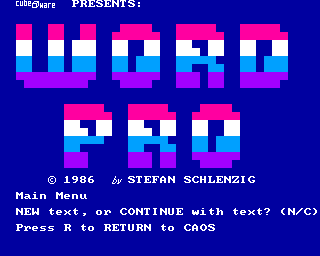 cube@ware PRESENTS:
WORD
PRO
© 1986 by STEFAN SCHLENZIG
Main Menu
NEW text, or CONTINUE with text? (N/C)
Press R to RETURN to CAOS